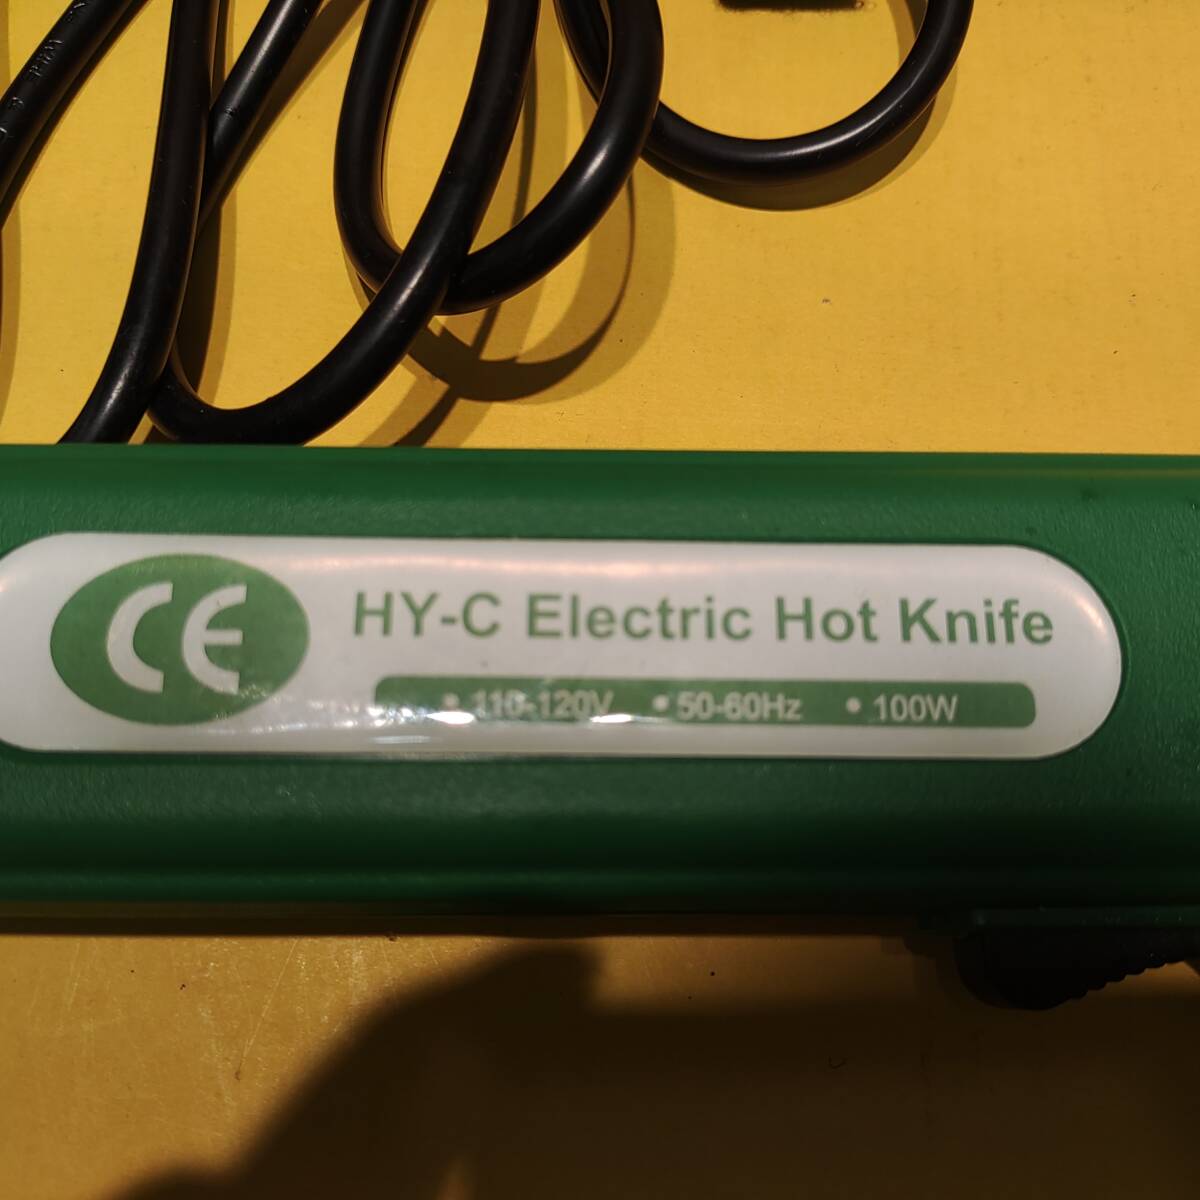 CE HY-C Electric Hot Knife
• 110-120V • 50-60Hz • 100W